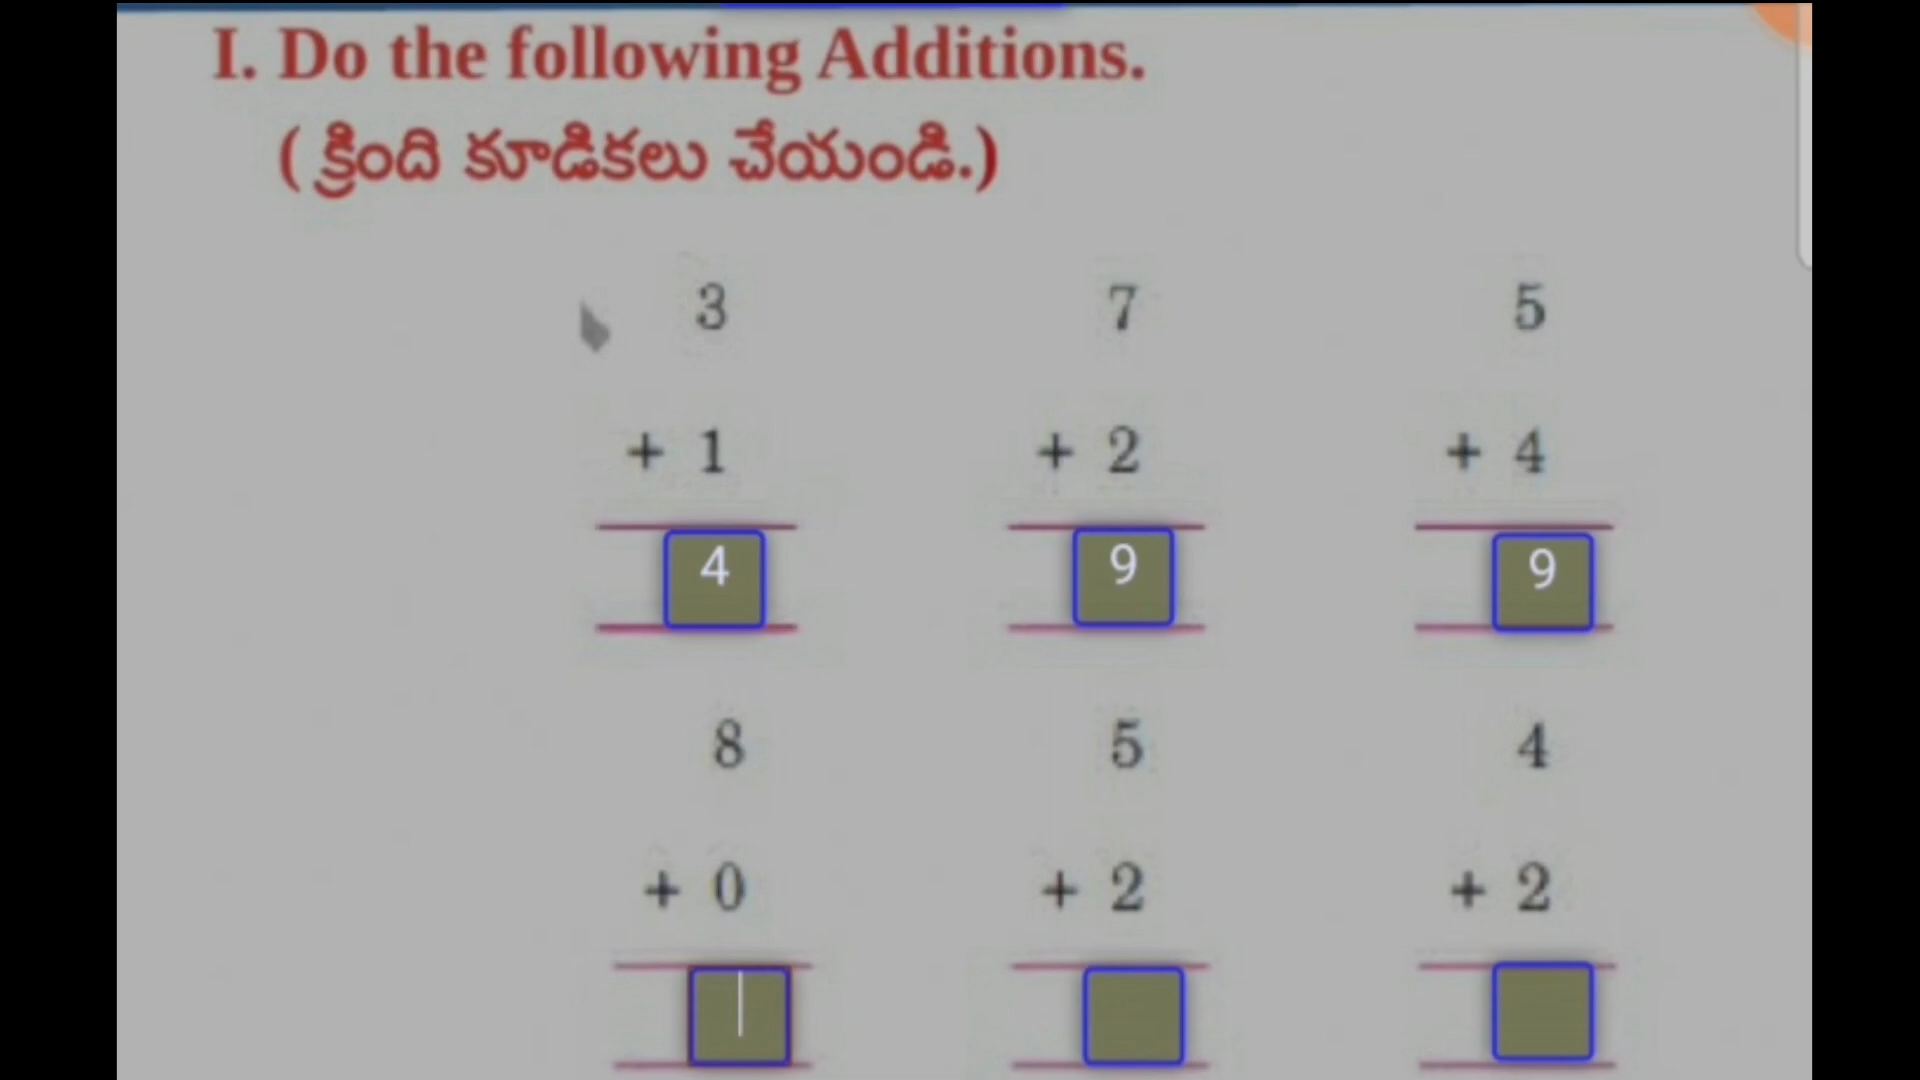 I. Do the following Additions.
( క్రింది కూడికలు చేయండి.)
3 7 5
+ 1 + 2 + 4
4 9 9
8 5 4
+ 0 + 2 + 2